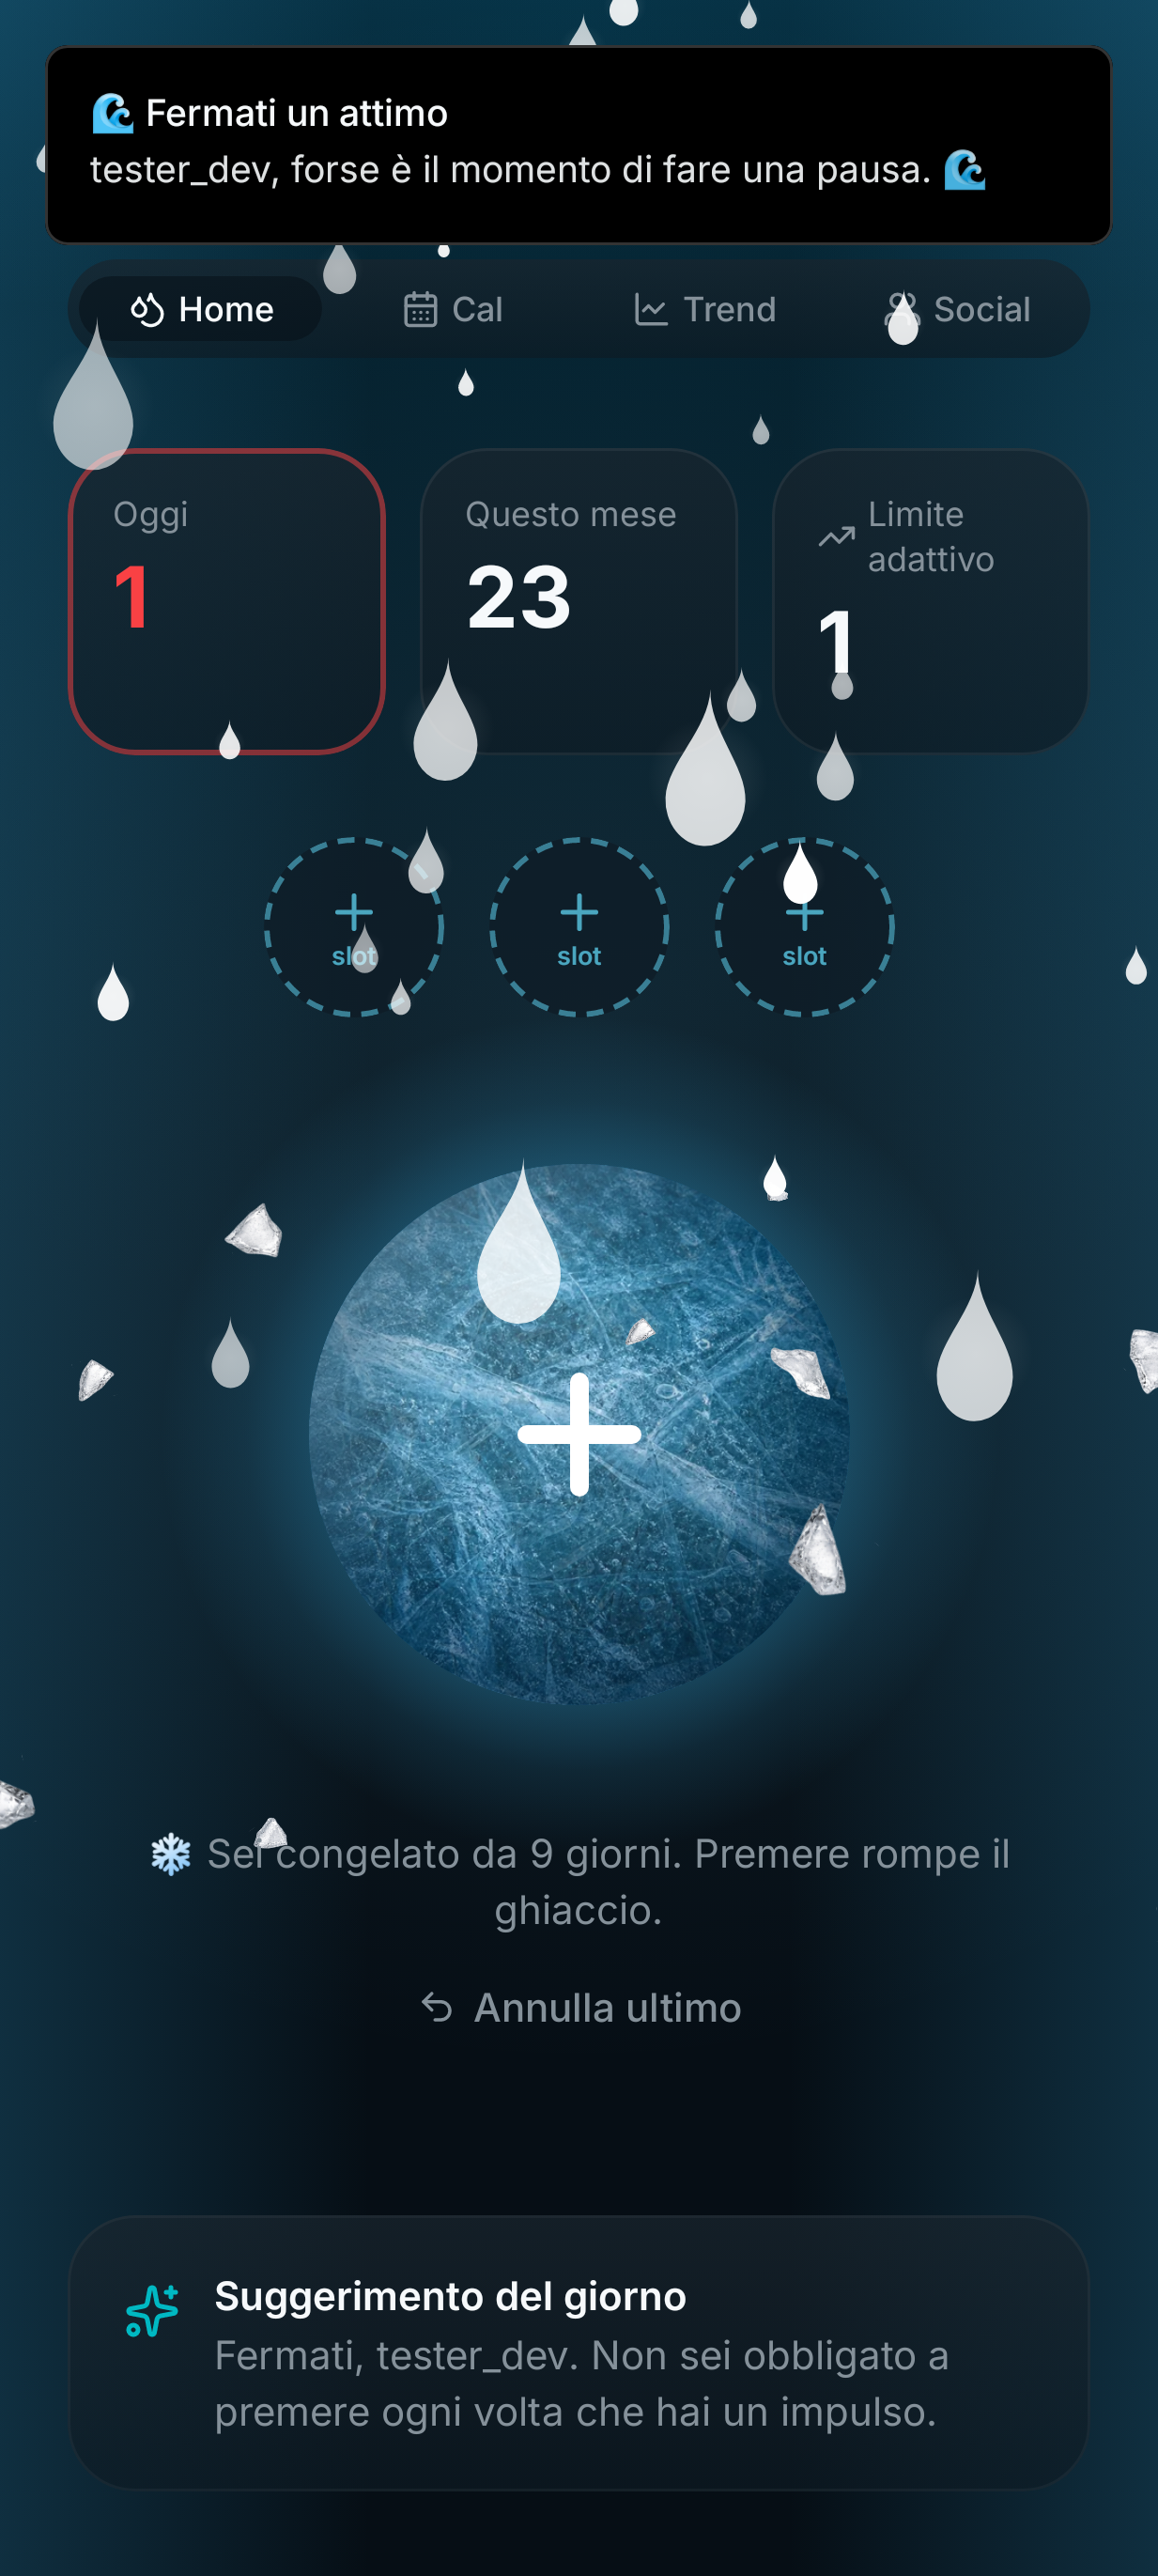 🌊 Fermati un attimo
tester_dev, forse è il momento di fare una pausa. 🌊
Home
Cal
Trend
Social
Oggi
1
Questo mese
23
Limite
adattivo
1
slot
slot
slot
❄️ Sei congelato da 9 giorni. Premere rompe il
ghiaccio.
Annulla ultimo
Suggerimento del giorno
Fermati, tester_dev. Non sei obbligato a
premere ogni volta che hai un impulso.